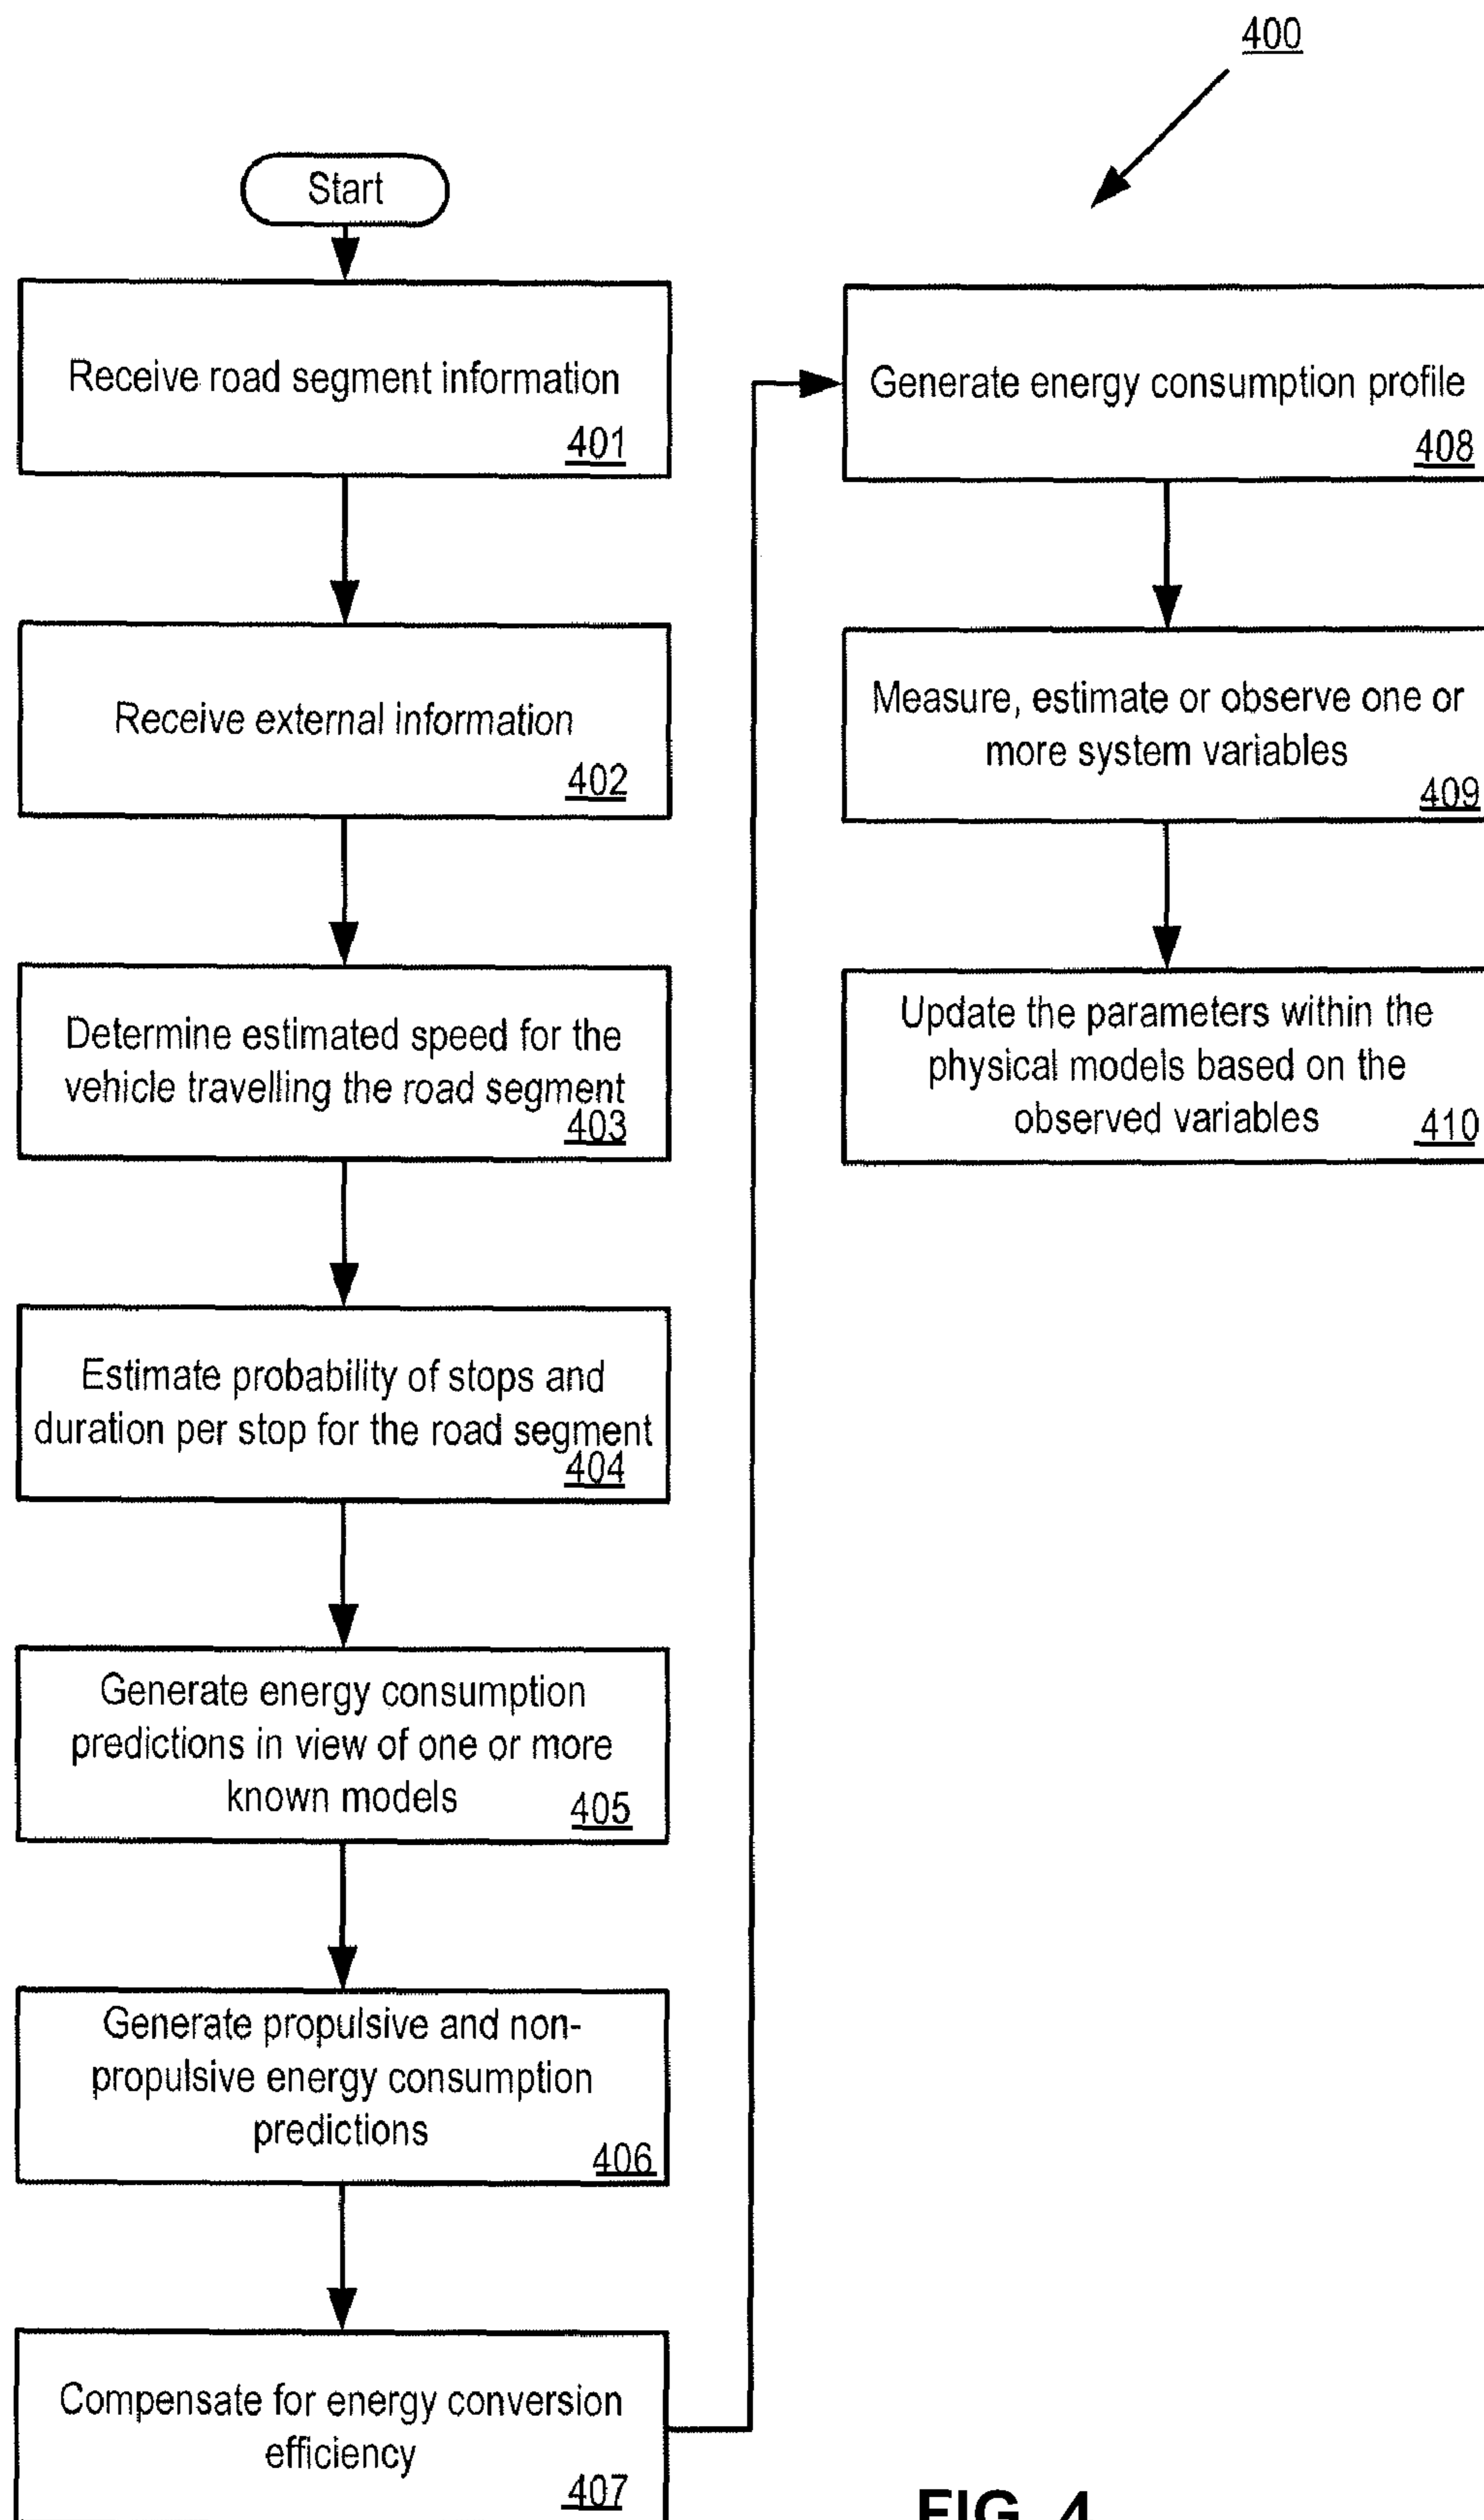 400
Start
Receive road segment information
401
Receive external information
402
Determine estimated speed for the
vehicle travelling the road segment
403
Estimate probability of stops and
duration per stop for the road segment
404
Generate energy consumption
predictions in view of one or more
known models
405
Generate propulsive and non-
propulsive energy consumption
predictions
406
Compensate for energy conversion
efficiency
407
Generate energy consumption profile
408
Measure, estimate or observe one or
more system variables
409
Update the parameters within the
physical models based on the
observed variables
410
FIG. 4